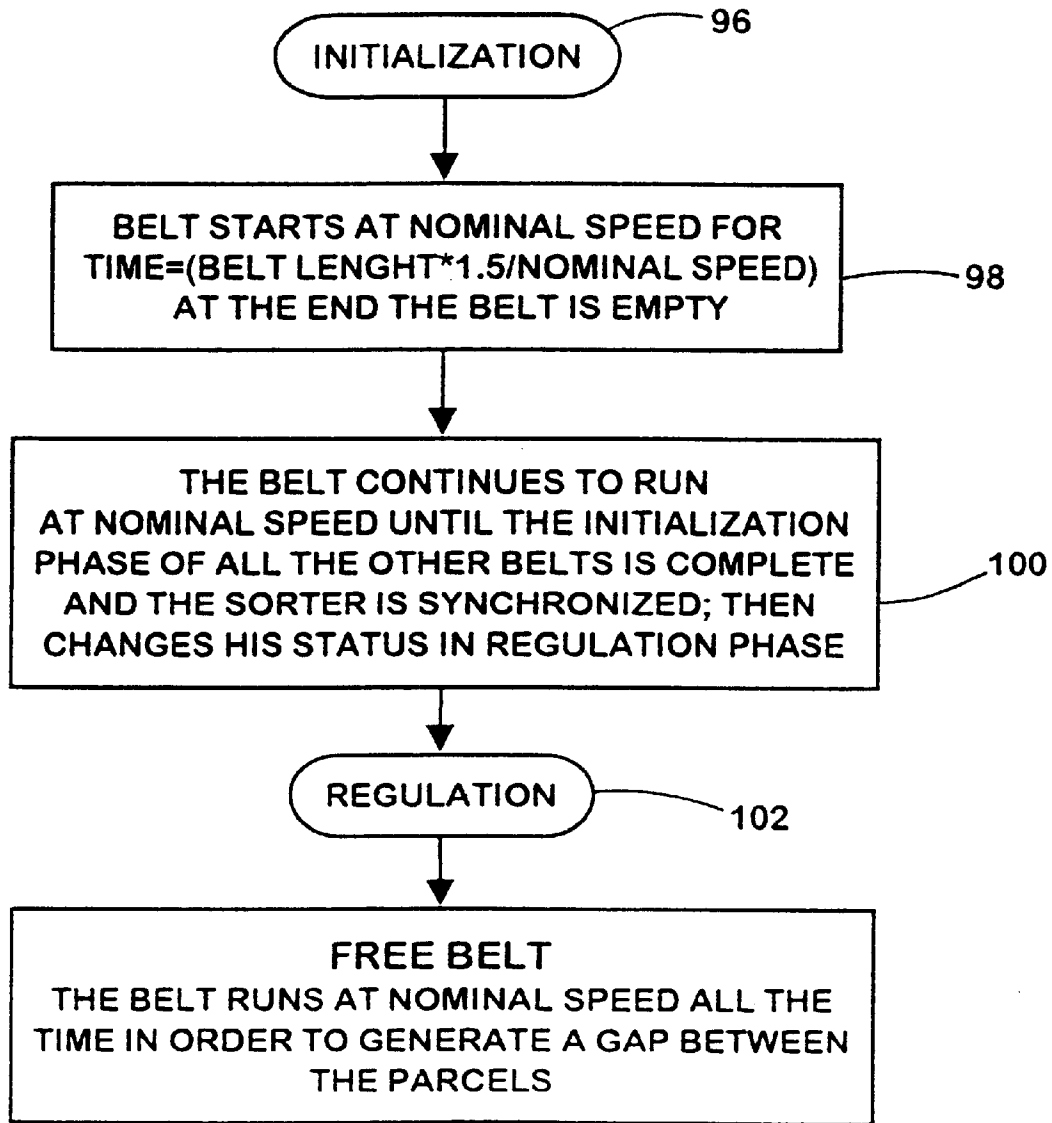 96
INITIALIZATION
BELT STARTS AT NOMINAL SPEED FOR
TIME=(BELT LENGHT*1.5/NOMINAL SPEED)
AT THE END THE BELT IS EMPTY
98
THE BELT CONTINUES TO RUN
AT NOMINAL SPEED UNTIL THE INITIALIZATION
PHASE OF ALL THE OTHER BELTS IS COMPLETE
AND THE SORTER IS SYNCHRONIZED; THEN
CHANGES HIS STATUS IN REGULATION PHASE
100
REGULATION
102
FREE BELT
THE BELT RUNS AT NOMINAL SPEED ALL THE
TIME IN ORDER TO GENERATE A GAP BETWEEN
THE PARCELS